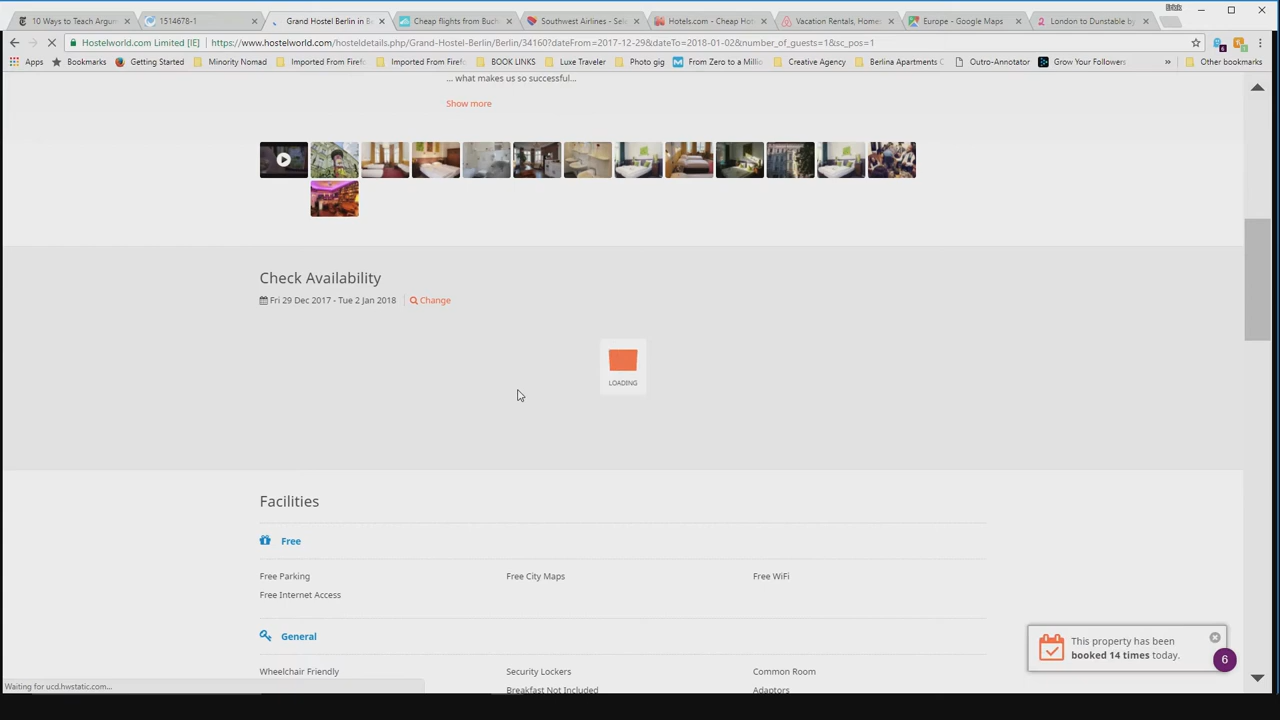 10 Ways to Teach Argum
1514678-1
Grand Hostel Berlin in B
Cheap flights from Buch
Southwest Airlines - Sele
Hotels.com - Cheap Hot
Vacation Rentals, Homes
Europe - Google Maps
London to Dunstable by
Hostelworld.com Limited [IE]
https://www.hostelworld.com/hosteldetails.php/Grand-Hostel-Berlin/Berlin/34160?dateFrom=2017-12-29&dateTo=2018-01-02&number_of_guests=1&sc_pos=1
Apps
Bookmarks
Getting Started
Minority Nomad
Imported From Firefo
Imported From Firefo
BOOK LINKS
Luxe Traveler
Photo gig
From Zero to a Millio
Creative Agency
Berlina Apartments C
Outro-Annotator
Grow Your Followers
»
Other bookmarks
... what makes us so successful...
Show more
Check Availability
Fri 29 Dec 2017 - Tue 2 Jan 2018
Change
LOADING
Facilities
Free
Free Parking
Free City Maps
Free WiFi
Free Internet Access
General
Wheelchair Friendly
Security Lockers
Common Room
Breakfast Not Included
Adaptors
This property has been
booked 14 times today.
6
Waiting for ucd.hwstatic.com...